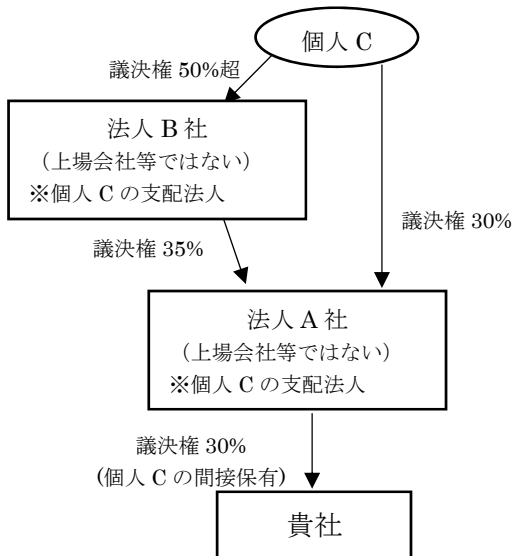 個人 C
議決権 50%超
法人 B 社
（上場会社等ではない）
※個人 C の支配法人
議決権 30%
議決権 35%
法人 A 社
（上場会社等ではない）
※個人 C の支配法人
議決権 30%
(個人 C の間接保有)
貴社